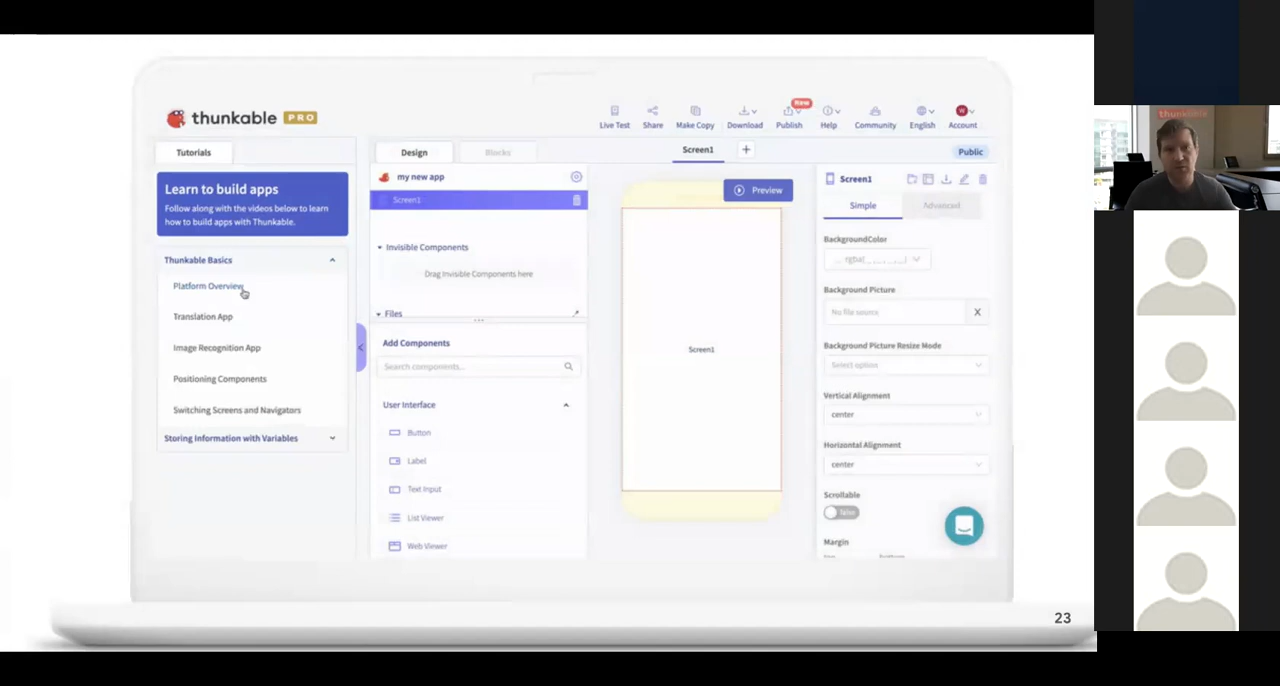 thunkable PRO
Live Test
Share
Make Copy
Download
New
Publish
Help
Community
English
Account
Tutorials
Learn to build apps
Follow along with the videos below to learn
how to build apps with Thunkable.
Thunkable Basics
Platform Overview
Translation App
Image Recognition App
Positioning Components
Switching Screens and Navigators
Storing Information with Variables
Design
Blocks
my new app
Screen1
Invisible Components
Drag Invisible Components here
Files
Add Components
Search components...
User Interface
Button
Label
Text Input
List Viewer
Web Viewer
Screen1
+
Public
Preview
Screen1
Screen1
Simple
Advanced
BackgroundColor
Background Picture
No file source
X
Background Picture Resize Mode
Select option
Vertical Alignment
center
Horizontal Alignment
center
Scrollable
false
Margin
23
thunkable